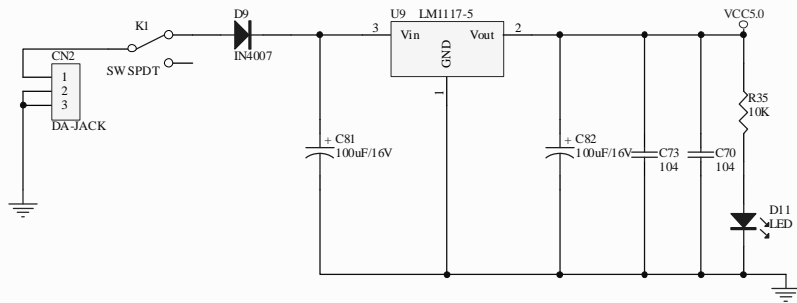 K1
D9
U9 LM1117-5
VCC5.0
3
Vin
Vout
2
GND
1
IN4007
CN2
SW SPDT
1
2
3
DA-JACK
R35
10K
+ C81
100uF/16V
+ C82
100uF/16V
C73
104
C70
104
D11
LED